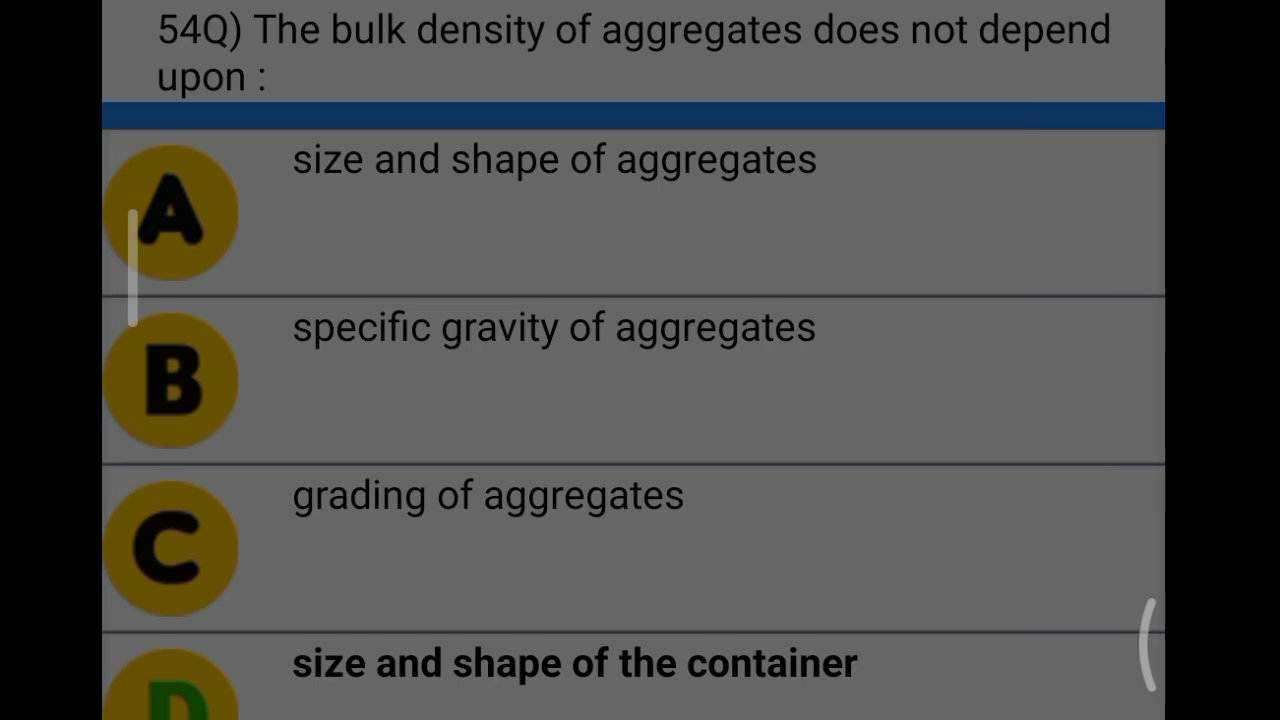 54Q) The bulk density of aggregates does not depend
upon :
A
size and shape of aggregates
B
specific gravity of aggregates
C
grading of aggregates
D
size and shape of the container